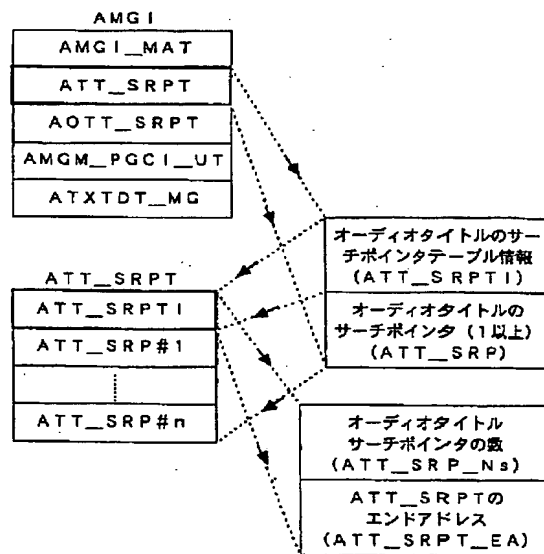 AMGI
AMGI_MAT
ATT_SRPT
AOTT_SRPT
AMGM_PGCI_UT
ATXTDT_MG
オーディオタイトルのサー
チポインタテーブル情報
(ATT_SRPTI)
オーディオタイトルの
サーチポインタ(1以上)
(ATT_SRP)
ATT_SRPT
ATT_SRPTI
ATT_SRP#1
ATT_SRP#n
オーディオタイトル
サーチポインタの数
(ATT_SRP_Ns)
ATT_SRPTの
エンドアドレス
(ATT_SRPT_EA)